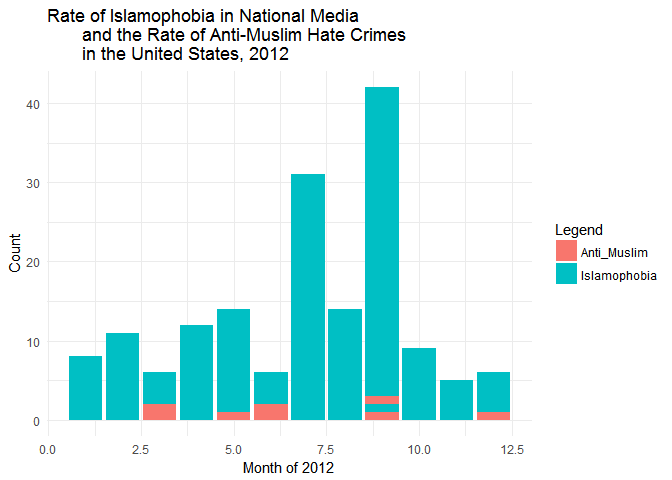 Rate of Islamophobia in National Media
and the Rate of Anti-Muslim Hate Crimes
in the United States, 2012
Count
40
30
20
10
0
0.0
2.5
5.0
7.5
10.0
12.5
Month of 2012
Legend
Anti_Muslim
Islamophobia